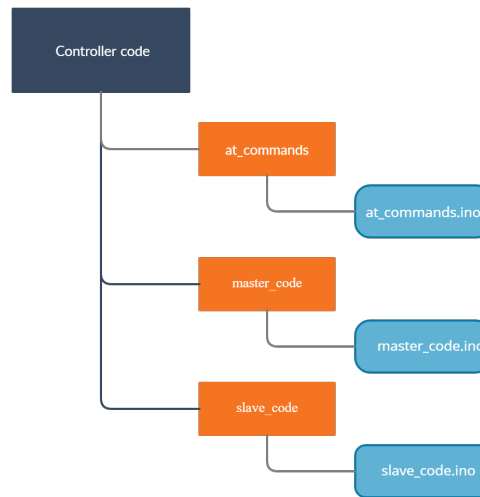 Controller code
at_commands
at_commands.ino
master_code
master_code.ino
slave_code
slave_code.ino